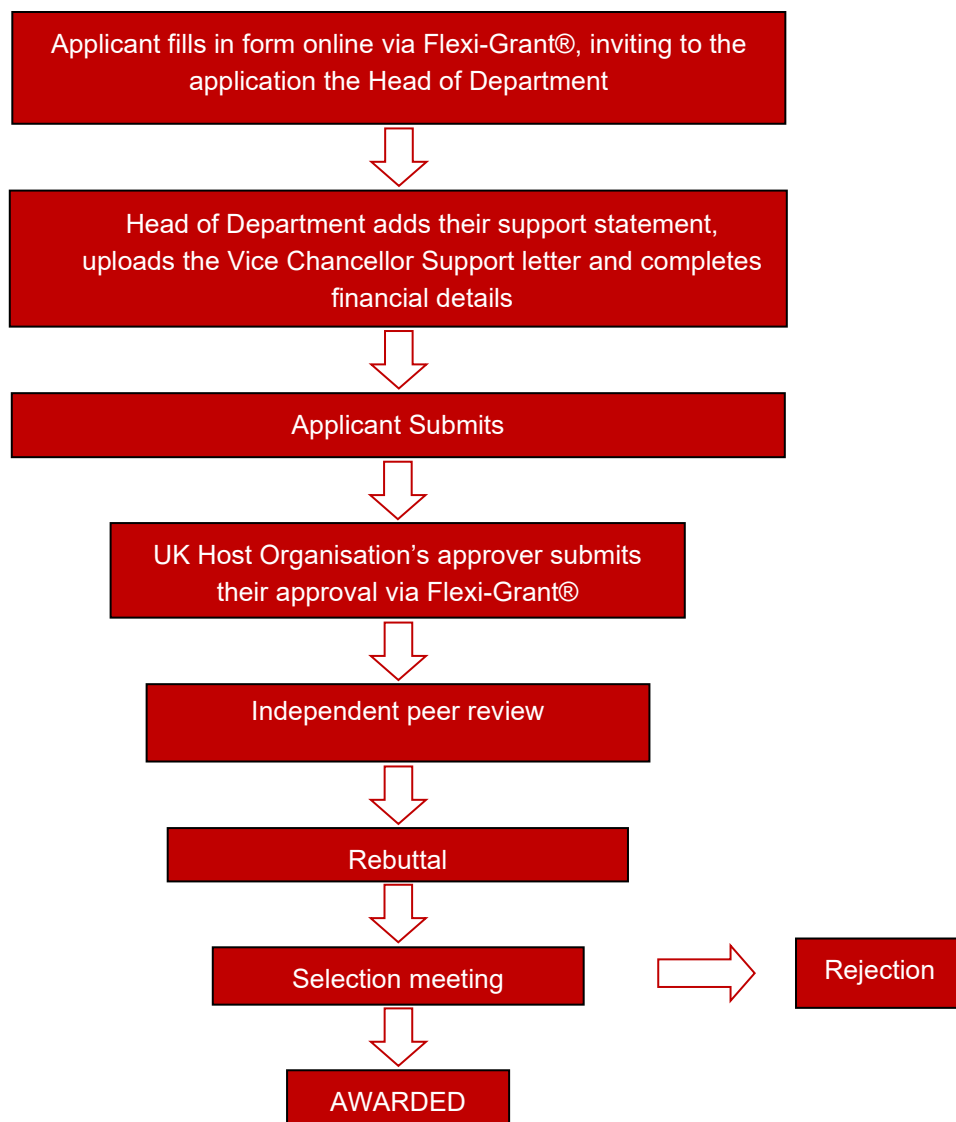 Applicant fills in form online via Flexi-Grant®, inviting to the
application the Head of Department
Head of Department adds their support statement,
uploads the Vice Chancellor Support letter and completes
financial details
Applicant Submits
UK Host Organisation’s approver submits
their approval via Flexi-Grant®
Independent peer review
Rebuttal
Selection meeting
Rejection
AWARDED